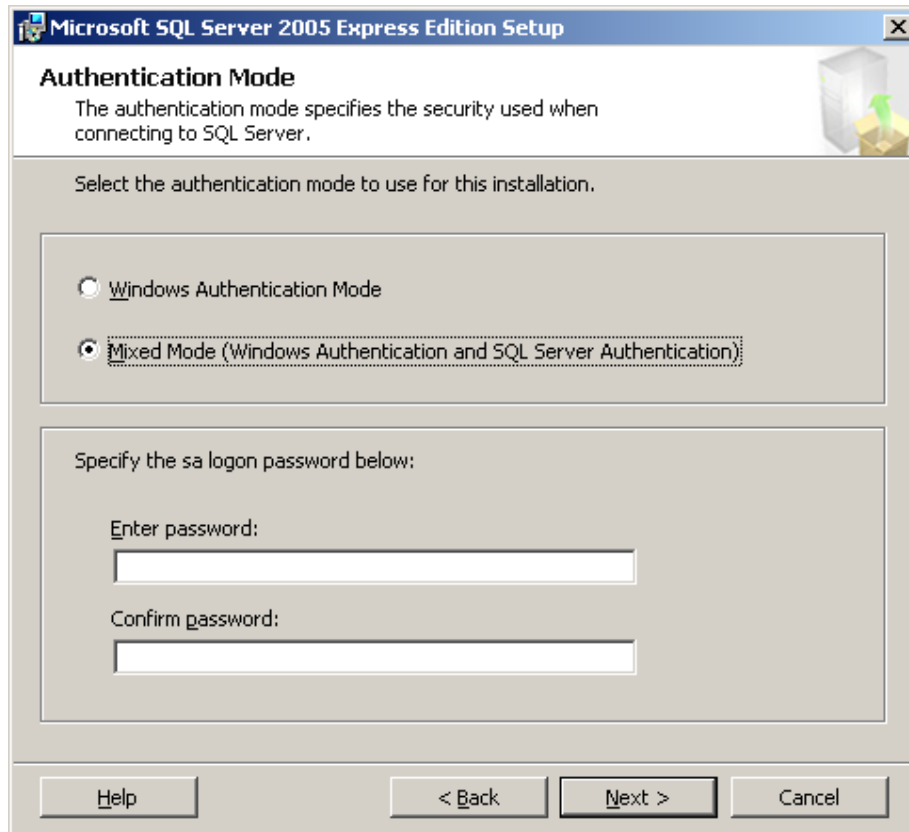 Microsoft SQL Server 2005 Express Edition Setup
Authentication Mode
The authentication mode specifies the security used when
connecting to SQL Server.
Select the authentication mode to use for this installation.
Windows Authentication Mode
Mixed Mode (Windows Authentication and SQL Server Authentication)
Specify the sa logon password below:
Enter password:
Confirm password:
Help
< Back
Next >
Cancel